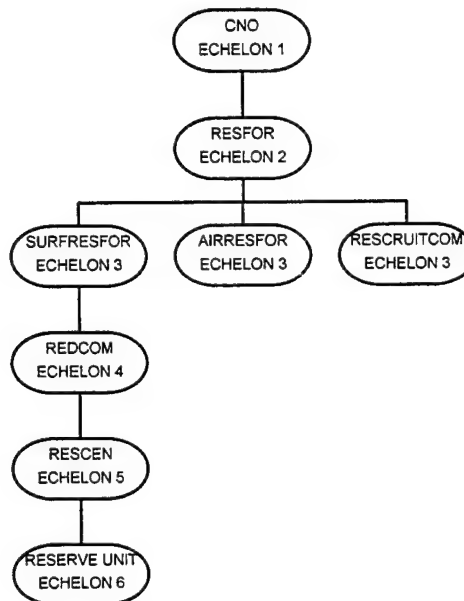 CNO
ECHELON 1
RESFOR
ECHELON 2
SURFRESFOR
ECHELON 3
AIRRESFOR
ECHELON 3
RESCRUITCOM
ECHELON 3
REDCOM
ECHELON 4
RESCEN
ECHELON 5
RESERVE UNIT
ECHELON 6